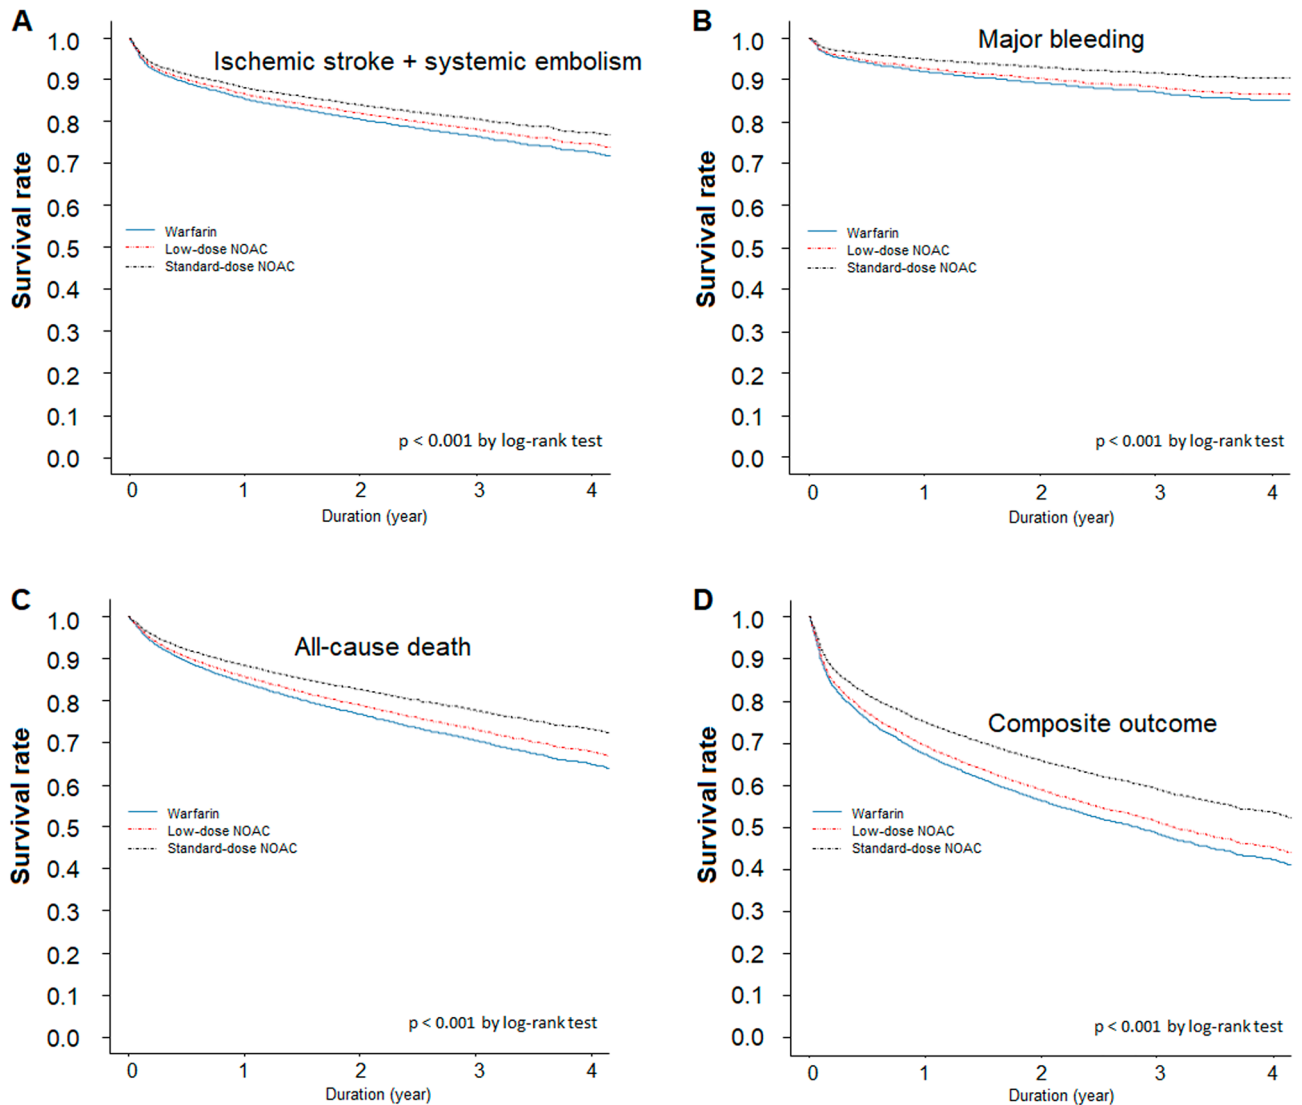 A
Ischemic stroke + systemic embolism
Survival rate
1.0
0.9
0.8
0.7
0.6
0.5
0.4
0.3
0.2
0.1
0.0
Warfarin
Low-dose NOAC
Standard-dose NOAC
p < 0.001 by log-rank test
0 1 2 3 4
Duration (year)
B
Major bleeding
Survival rate
1.0
0.9
0.8
0.7
0.6
0.5
0.4
0.3
0.2
0.1
0.0
Warfarin
Low-dose NOAC
Standard-dose NOAC
p < 0.001 by log-rank test
0 1 2 3 4
Duration (year)
C
All-cause death
Survival rate
1.0
0.9
0.8
0.7
0.6
0.5
0.4
0.3
0.2
0.1
0.0
Warfarin
Low-dose NOAC
Standard-dose NOAC
p < 0.001 by log-rank test
0 1 2 3 4
Duration (year)
D
Composite outcome
Survival rate
1.0
0.9
0.8
0.7
0.6
0.5
0.4
0.3
0.2
0.1
0.0
Warfarin
Low-dose NOAC
Standard-dose NOAC
p < 0.001 by log-rank test
0 1 2 3 4
Duration (year)